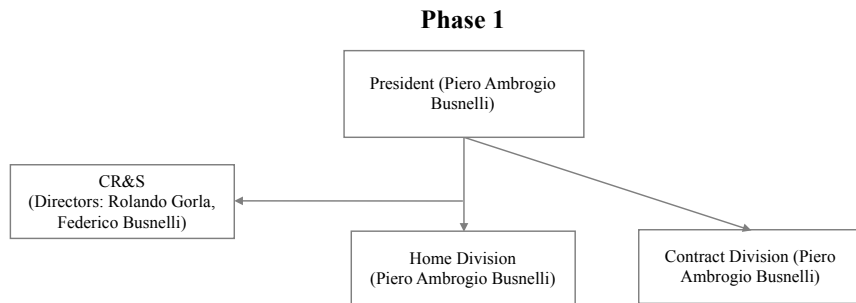 Phase 1
President (Piero Ambrogio
Busnelli)
CR&S
(Directors: Rolando Gorla,
Federico Busnelli)
Home Division
(Piero Ambrogio Busnelli)
Contract Division (Piero
Ambrogio Busnelli)